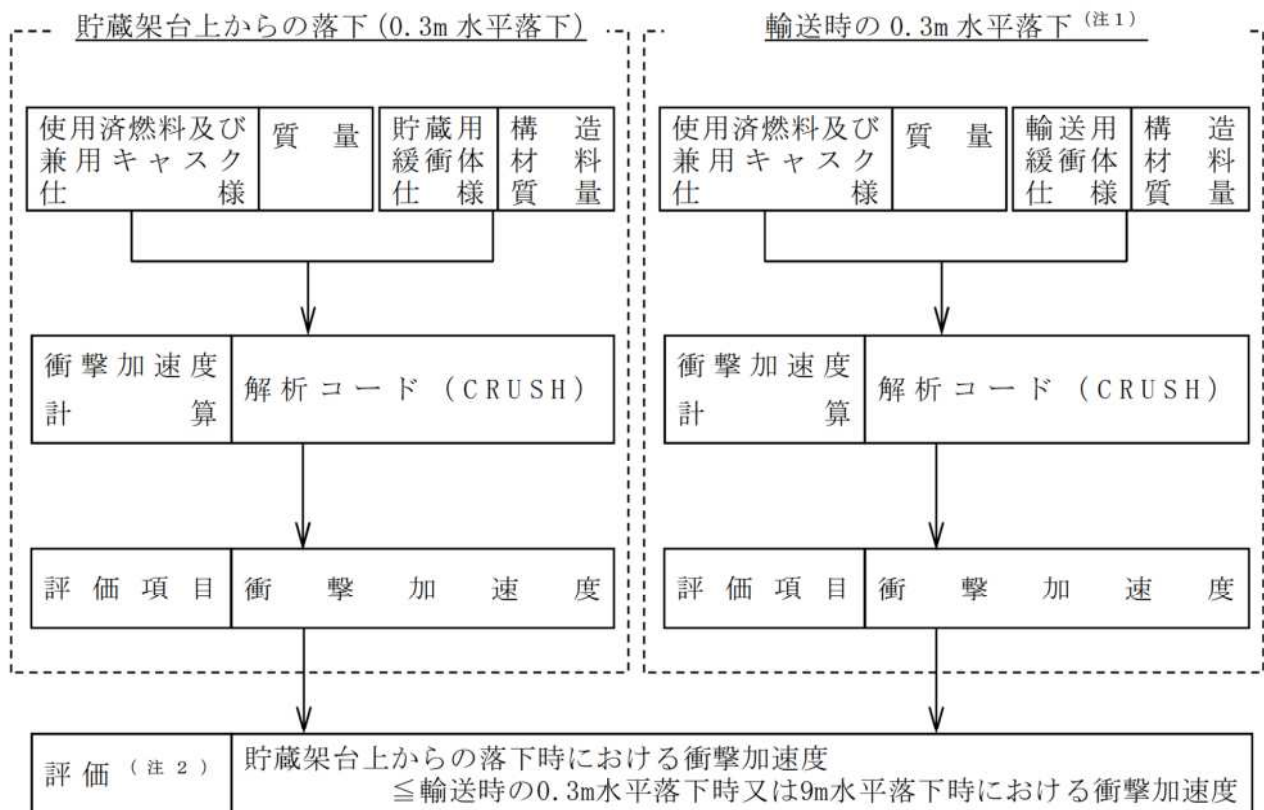 貯蔵架台上からの落下(0.3m 水平落下)
使用済燃料及び
兼用キャスク
仕様
質量
貯蔵用
緩衝体
仕様
構造
材料
質量
衝撃加速度
計算
解析コード(CRUSH)
評価項目
衝撃加速度
輸送時の 0.3m 水平落下(注1)
使用済燃料及び
兼用キャスク
仕様
質量
輸送用
緩衝体
仕様
構造
材料
質量
衝撃加速度
計算
解析コード(CRUSH)
評価項目
衝撃加速度
評価(注2)
貯蔵架台上からの落下時における衝撃加速度
≦輸送時の0.3m水平落下時又は9m水平落下時における衝撃加速度